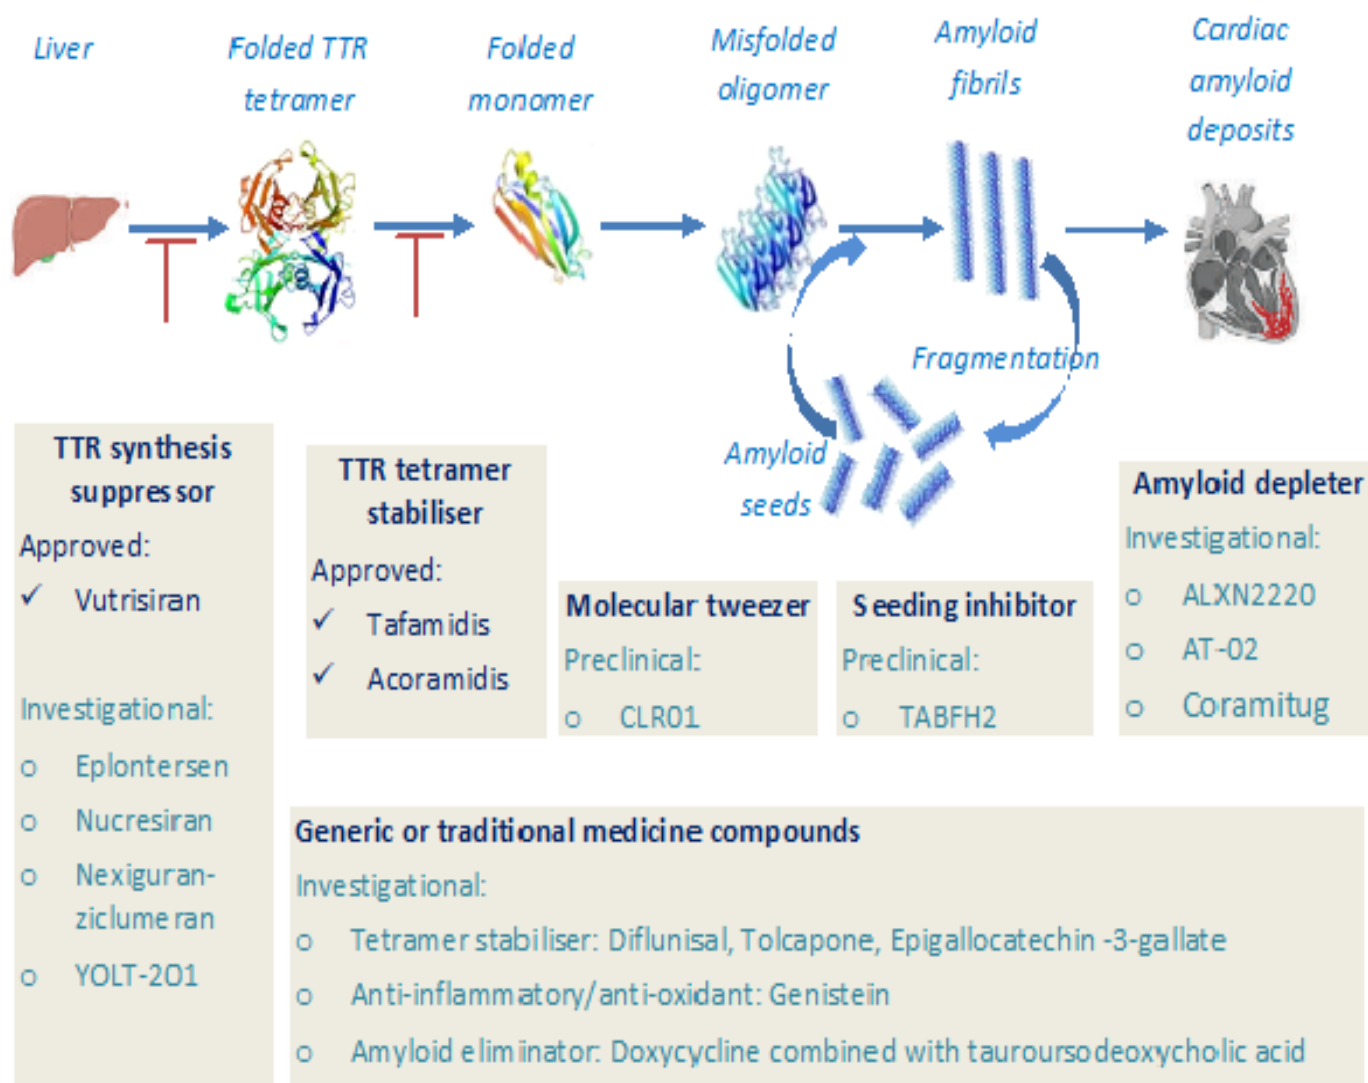 Liver
Folded TTR
tetramer
Folded
monomer
Misfolded
oligomer
Amyloid
fibrils
Cardiac
amyloid
deposits
Fragmentation
Amyloid
seeds
TTR synthesis
suppressor
Approved:
✓ Vutrisiran
Investigational:
o Eplontersen
o Nucresiran
o Nexiguran-
ziclumeran
o YOLT-201
TTR tetramer
stabiliser
Approved:
✓ Tafamidis
✓ Acoramidis
Molecular tweezer
Preclinical:
o CLR01
Seeding inhibitor
Preclinical:
o TABFH2
Amyloid depleter
Investigational:
o ALXN2220
o AT-02
o Coramitug
Generic or traditional medicine compounds
Investigational:
o Tetramer stabiliser: Diflunisal, Tolcapone, Epigallocatechin -3-gallate
o Anti-inflammatory/anti-oxidant: Genistein
o Amyloid eliminator: Doxycycline combined with tauroursodeoxycholic acid